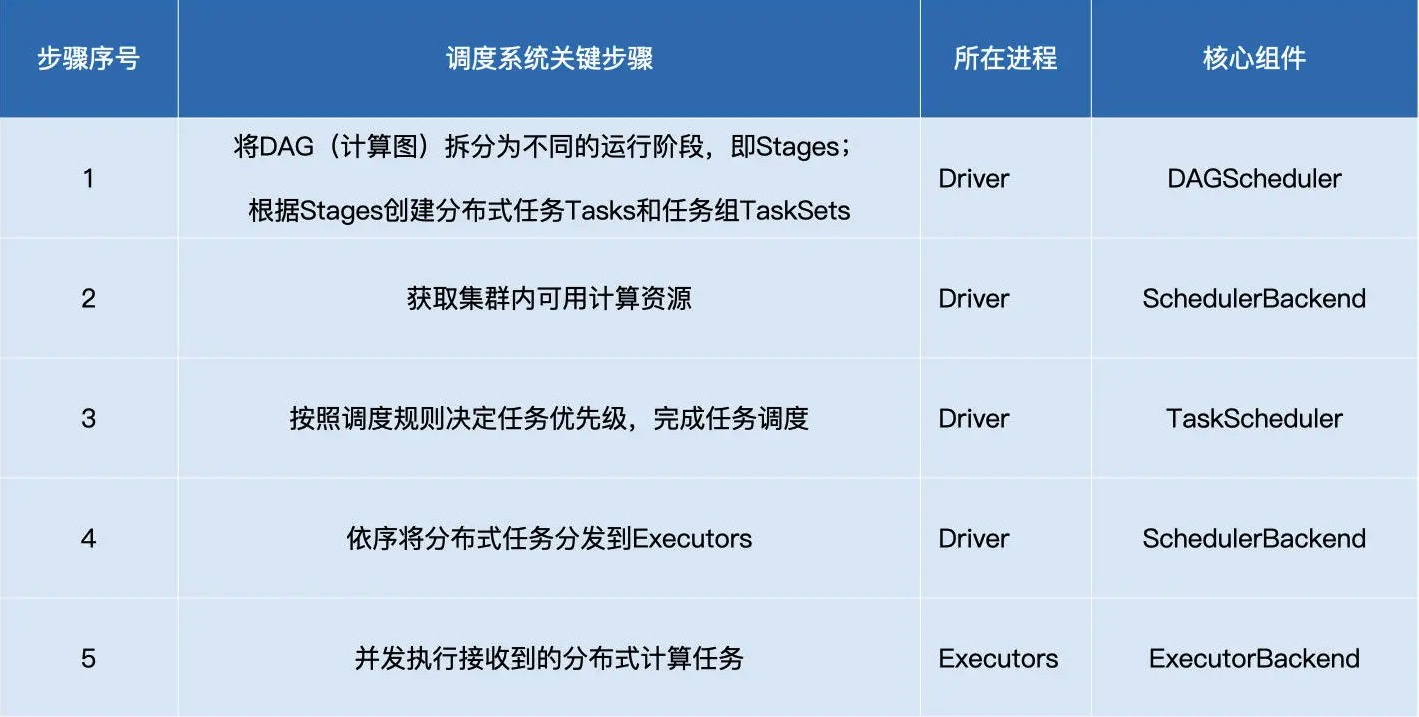 步骤序号 调度系统关键步骤 所在进程 核心组件
1 将DAG（计算图）拆分为不同的运行阶段，即Stages；
根据Stages创建分布式任务Tasks和任务组TaskSets Driver DAGScheduler
2 获取集群内可用计算资源 Driver SchedulerBackend
3 按照调度规则决定任务优先级，完成任务调度 Driver TaskScheduler
4 依序将分布式任务分发到Executors Driver SchedulerBackend
5 并发执行接收到的分布式计算任务 Executors ExecutorBackend